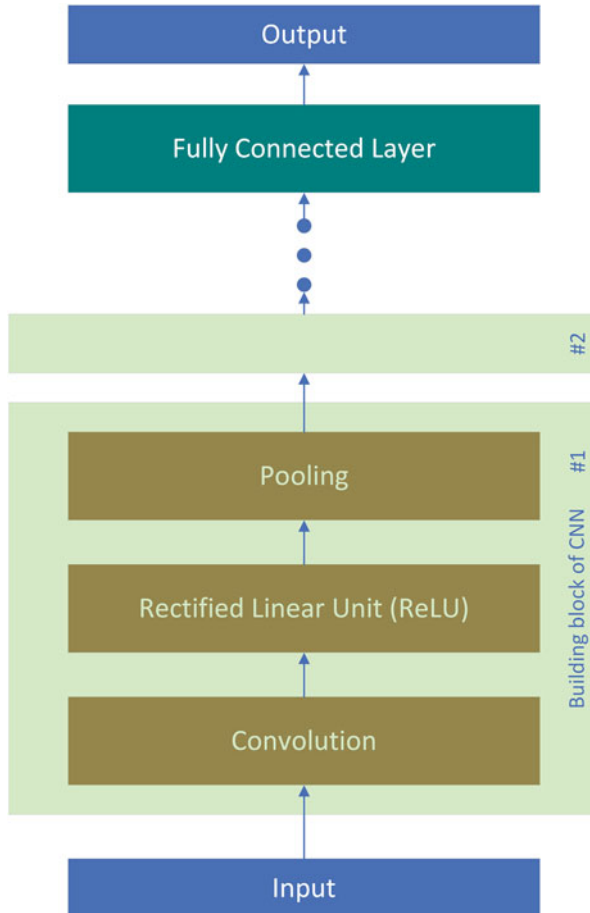 Output
Fully Connected Layer
#2
Pooling
#1
Rectified Linear Unit (ReLU)
Building block of CNN
Convolution
Input